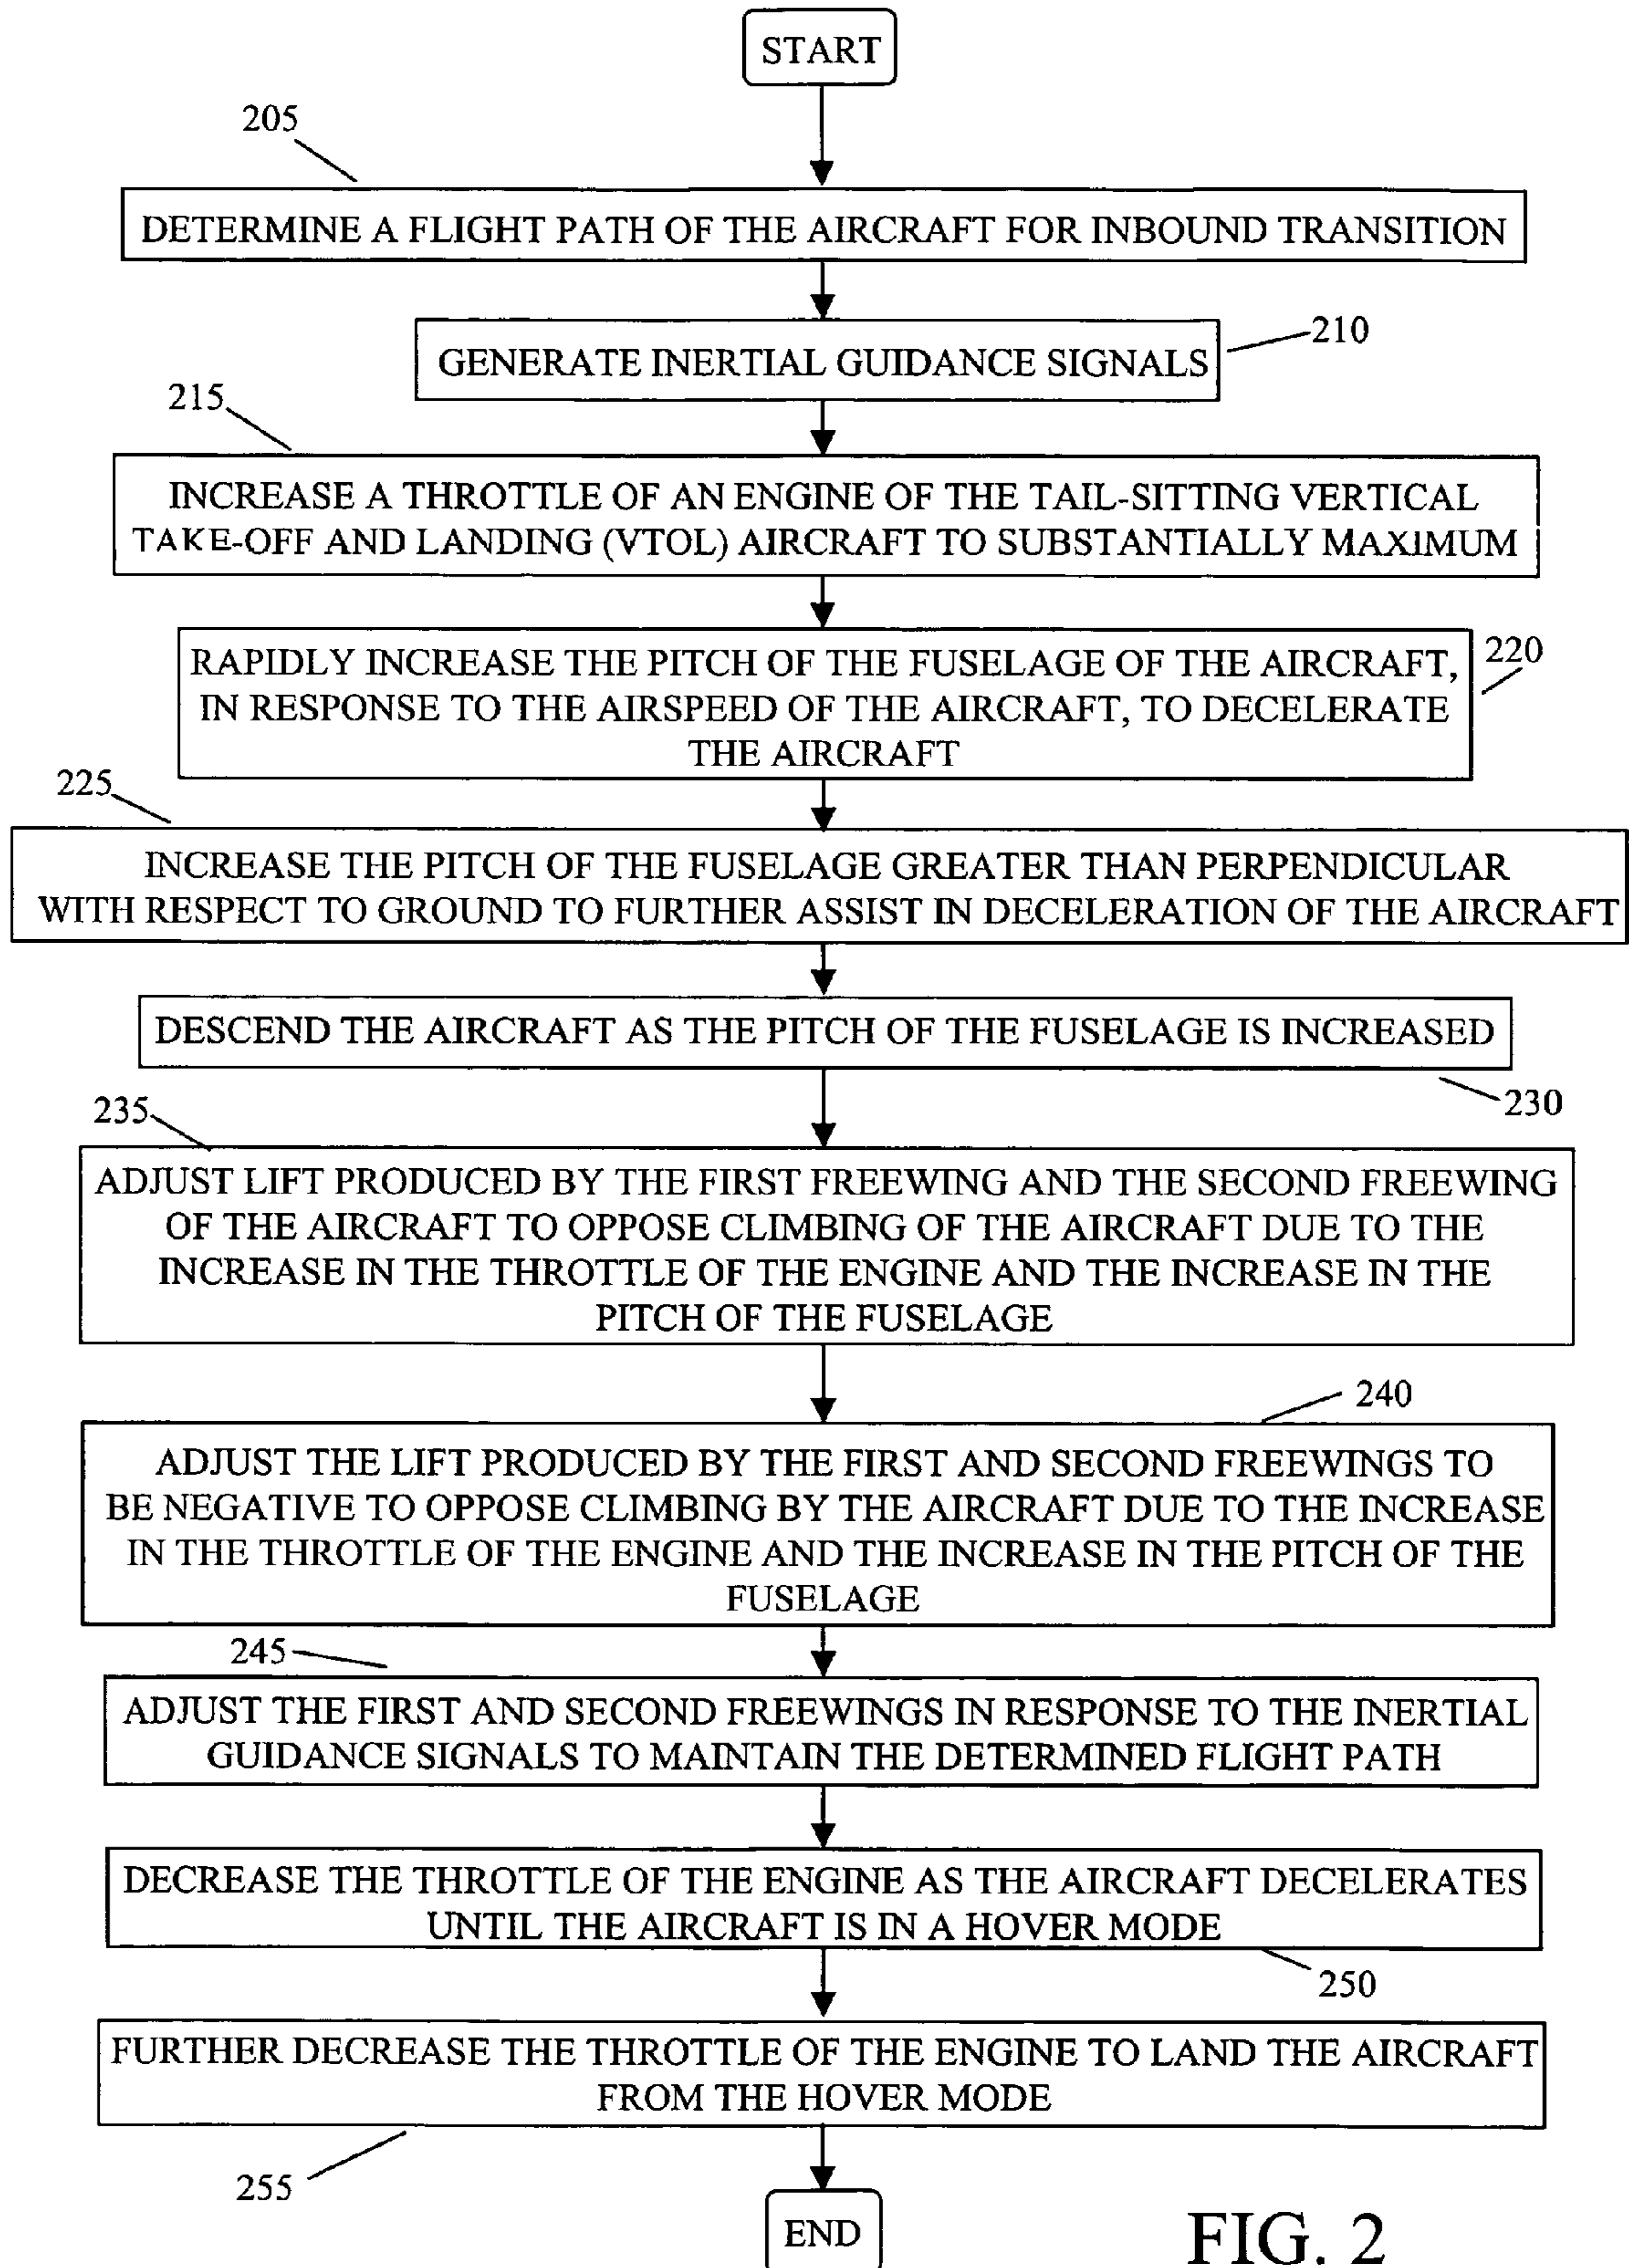 START
205
DETERMINE A FLIGHT PATH OF THE AIRCRAFT FOR INBOUND TRANSITION
210
GENERATE INERTIAL GUIDANCE SIGNALS
215
INCREASE A THROTTLE OF AN ENGINE OF THE TAIL-SITTING VERTICAL
TAKE-OFF AND LANDING (VTOL) AIRCRAFT TO SUBSTANTIALLY MAXIMUM
220
RAPIDLY INCREASE THE PITCH OF THE FUSELAGE OF THE AIRCRAFT,
IN RESPONSE TO THE AIRSPEED OF THE AIRCRAFT, TO DECELERATE
THE AIRCRAFT
225
INCREASE THE PITCH OF THE FUSELAGE GREATER THAN PERPENDICULAR
WITH RESPECT TO GROUND TO FURTHER ASSIST IN DECELERATION OF THE AIRCRAFT
DESCEND THE AIRCRAFT AS THE PITCH OF THE FUSELAGE IS INCREASED
230
235
ADJUST LIFT PRODUCED BY THE FIRST FREEWING AND THE SECOND FREEWING
OF THE AIRCRAFT TO OPPOSE CLIMBING OF THE AIRCRAFT DUE TO THE
INCREASE IN THE THROTTLE OF THE ENGINE AND THE INCREASE IN THE
PITCH OF THE FUSELAGE
240
ADJUST THE LIFT PRODUCED BY THE FIRST AND SECOND FREEWINGS TO
BE NEGATIVE TO OPPOSE CLIMBING BY THE AIRCRAFT DUE TO THE INCREASE
IN THE THROTTLE OF THE ENGINE AND THE INCREASE IN THE PITCH OF THE
FUSELAGE
245
ADJUST THE FIRST AND SECOND FREEWINGS IN RESPONSE TO THE INERTIAL
GUIDANCE SIGNALS TO MAINTAIN THE DETERMINED FLIGHT PATH
DECREASE THE THROTTLE OF THE ENGINE AS THE AIRCRAFT DECELERATES
UNTIL THE AIRCRAFT IS IN A HOVER MODE
250
FURTHER DECREASE THE THROTTLE OF THE ENGINE TO LAND THE AIRCRAFT
FROM THE HOVER MODE
255
END
FIG. 2